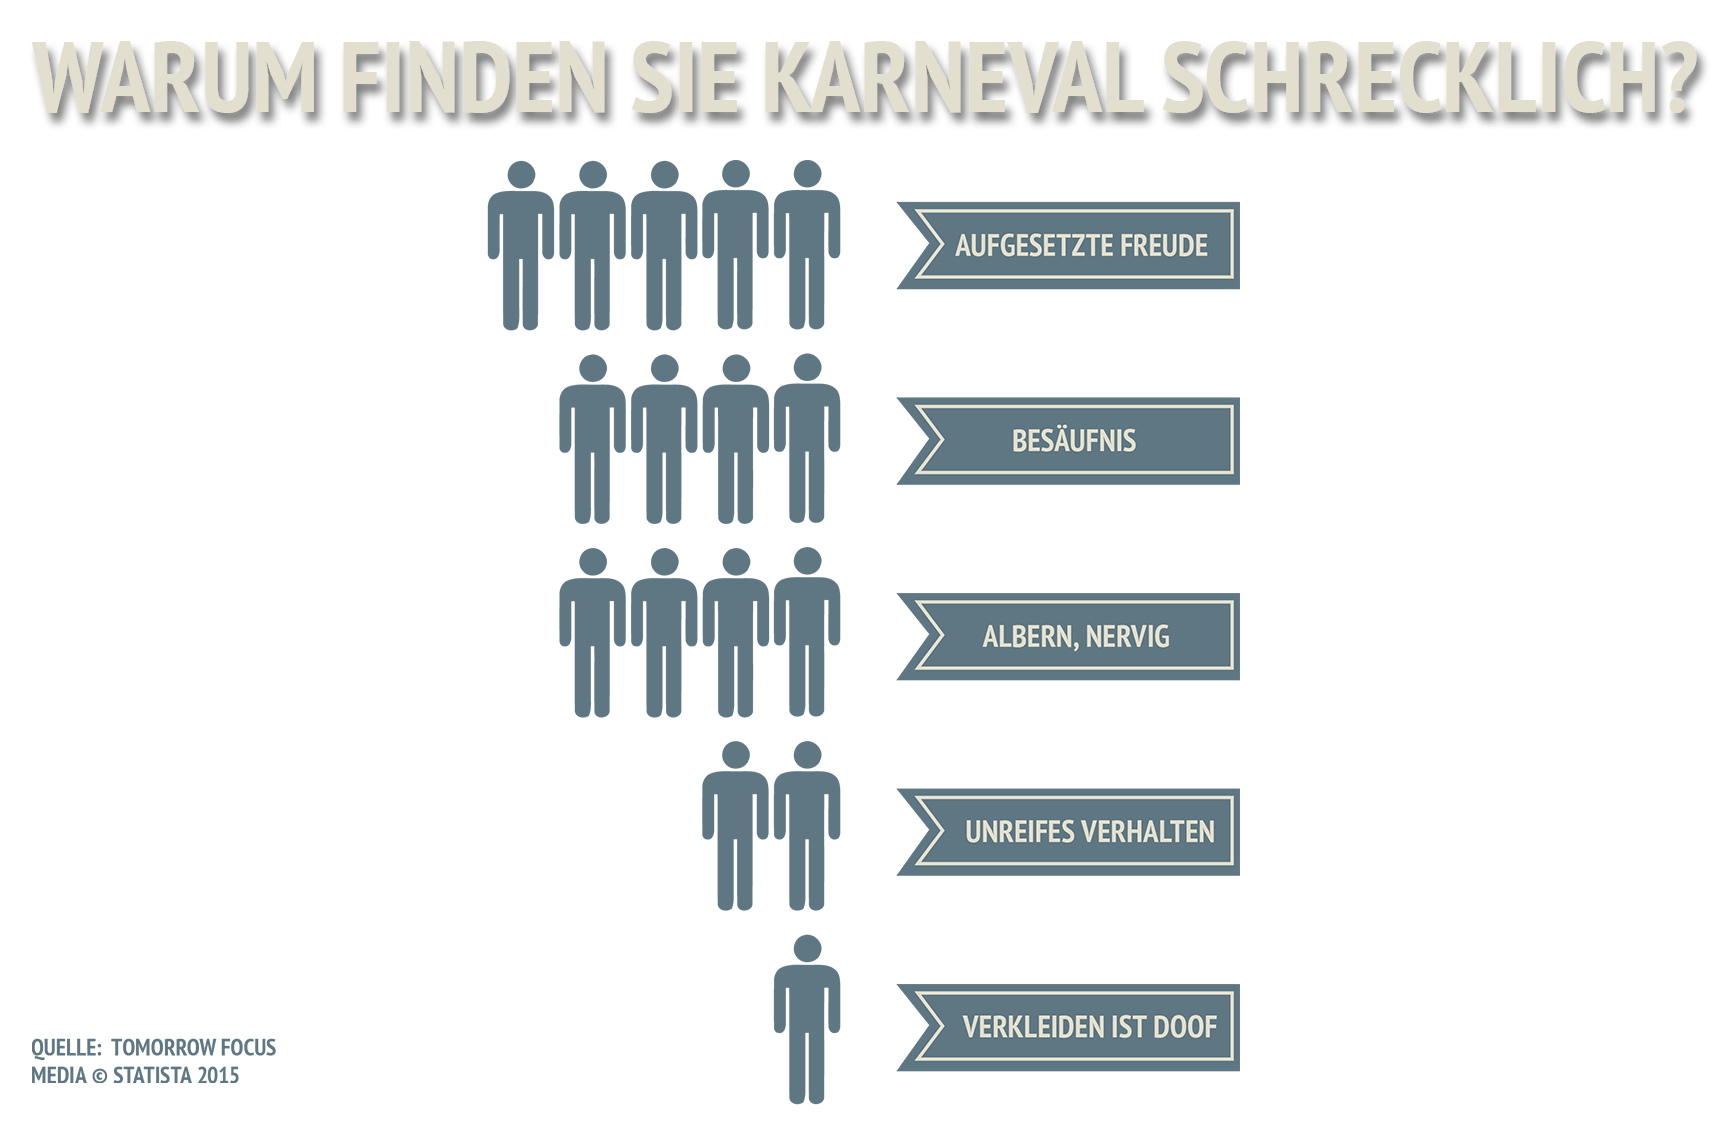 WARUM FINDEN SIE KARNEVAL SCHRECKLICH?
AUFGESETZTE FREUDE
BESÄUFNIS
ALBERN, NERVIG
UNREIFES VERHALTEN
VERKLEIDEN IST DOOF
QUELLE: TOMORROW FOCUS
MEDIA © STATISTA 2015